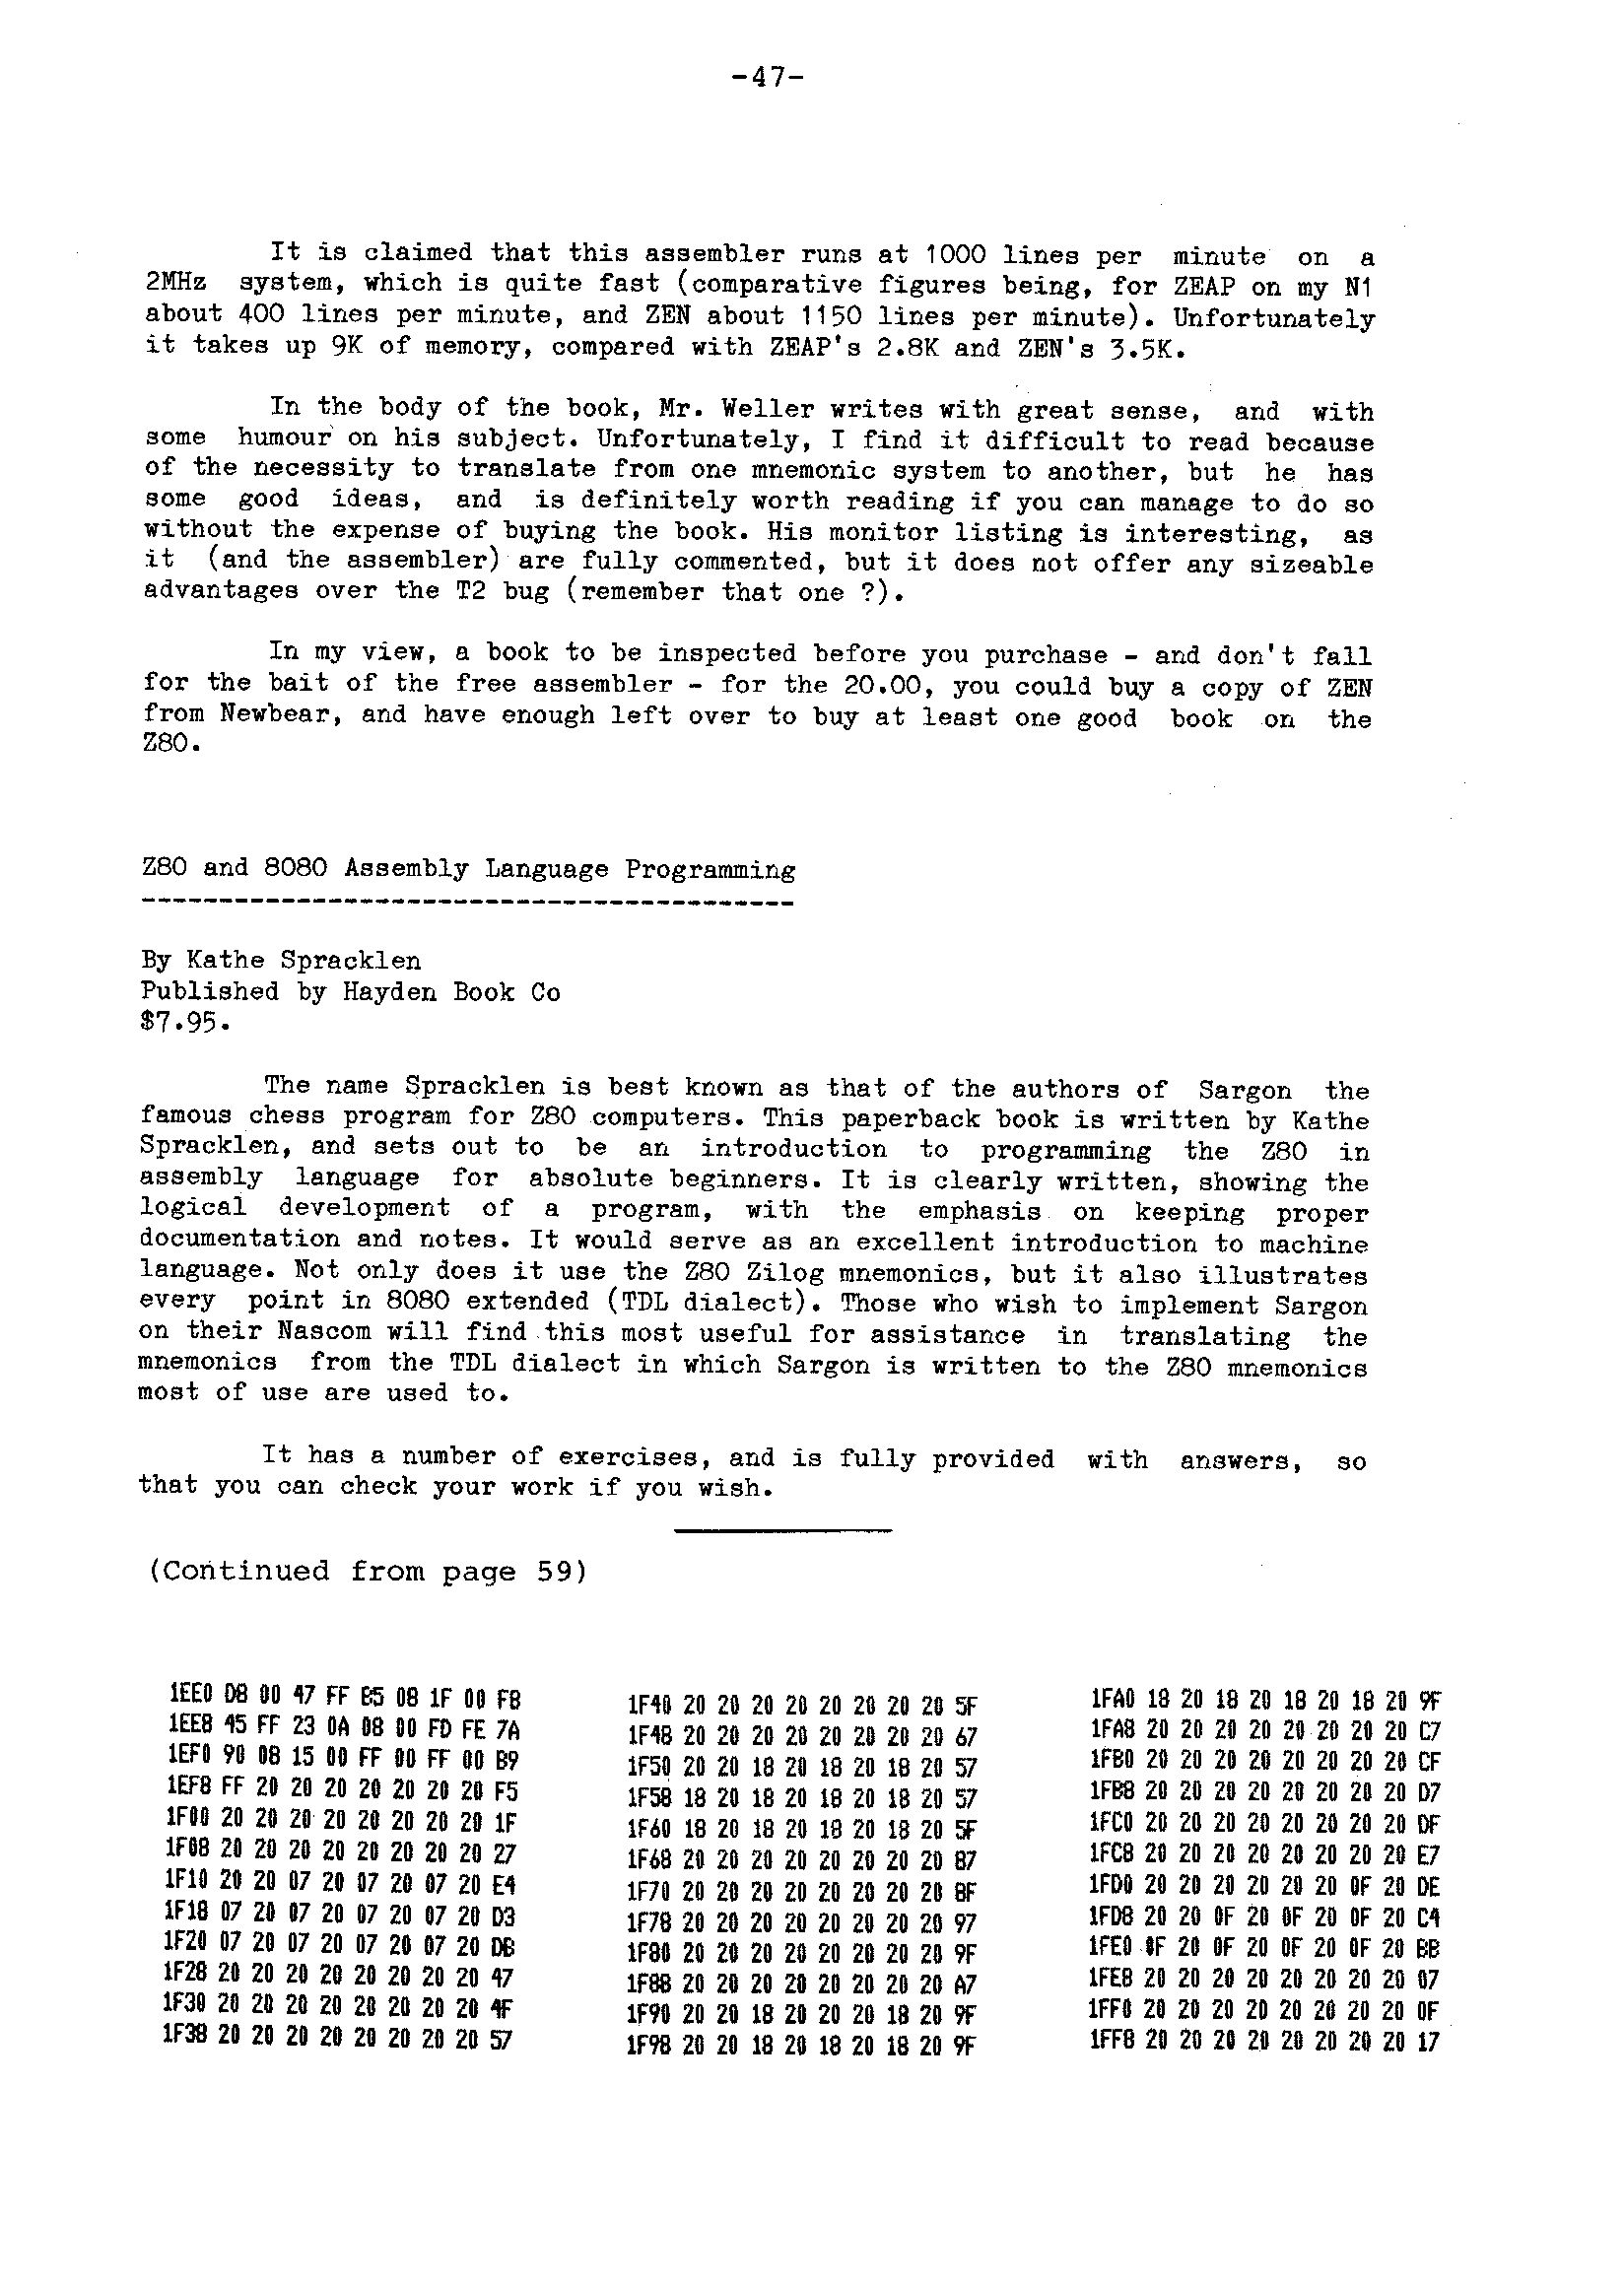 -47-
It is claimed that this assembler runs at 1000 lines per minute on a
2MHz system, which is quite fast (comparative figures being, for ZEAP on my N1
about 400 lines per minute, and ZEN about 1150 lines per minute). Unfortunately
it takes up 9K of memory, compared with ZEAP's 2.8K and ZEN's 3.5K.
In the body of the book, Mr. Weller writes with great sense, and with
some humour on his subject. Unfortunately, I find it difficult to read because
of the necessity to translate from one mnemonic system to another, but he has
some good ideas, and is definitely worth reading if you can manage to do so
without the expense of buying the book. His monitor listing is interesting, as
it (and the assembler) are fully commented, but it does not offer any sizeable
advantages over the T2 bug (remember that one ?).
In my view, a book to be inspected before you purchase - and don't fall
for the bait of the free assembler - for the 20.00, you could buy a copy of ZEN
from Newbear, and have enough left over to buy at least one good book on the
Z80.
Z80 and 8080 Assembly Language Programming
------------------------------------------
By Kathe Spracklen
Published by Hayden Book Co
$7.95.
The name Spracklen is best known as that of the authors of Sargon the
famous chess program for Z80 computers. This paperback book is written by Kathe
Spracklen, and sets out to be an introduction to programming the Z80 in
assembly language for absolute beginners. It is clearly written, showing the
logical development of a program, with the emphasis on keeping proper
documentation and notes. It would serve as an excellent introduction to machine
language. Not only does it use the Z80 Zilog mnemonics, but it also illustrates
every point in 8080 extended (TDL dialect). Those who wish to implement Sargon
on their Nascom will find this most useful for assistance in translating the
mnemonics from the TDL dialect in which Sargon is written to the Z80 mnemonics
most of use are used to.
It has a number of exercises, and is fully provided with answers, so
that you can check your work if you wish.
(Continued from page 59)
1EE0 D8 00 47 FF B5 08 1F 00 F8
1EE8 45 FF 23 0A 08 00 FD FE 7A
1EF0 90 08 15 00 FF 00 FF 00 B9
1EF8 FF 20 20 20 20 20 20 20 F5
1F00 20 20 20 20 20 20 20 20 1F
1F08 20 20 20 20 20 20 20 20 27
1F10 20 20 07 20 07 20 07 20 E4
1F18 07 20 07 20 07 20 07 20 D3
1F20 07 20 07 20 07 20 07 20 DB
1F28 20 20 20 20 20 20 20 20 47
1F30 20 20 20 20 20 20 20 20 4F
1F38 20 20 20 20 20 20 20 20 57
1F40 20 20 20 20 20 20 20 20 5F
1F48 20 20 20 20 20 20 20 20 67
1F50 20 20 18 20 18 20 18 20 57
1F58 18 20 18 20 18 20 18 20 57
1F60 18 20 18 20 18 20 18 20 5F
1F68 20 20 20 20 20 20 20 20 87
1F70 20 20 20 20 20 20 20 20 8F
1F78 20 20 20 20 20 20 20 20 97
1F80 20 20 20 20 20 20 20 20 9F
1F88 20 20 20 20 20 20 20 20 A7
1F90 20 20 18 20 20 20 18 20 9F
1F98 20 20 18 20 18 20 18 20 9F
1FA0 18 20 18 20 18 20 18 20 9F
1FA8 20 20 20 20 20 20 20 20 C7
1FB0 20 20 20 20 20 20 20 20 CF
1FB8 20 20 20 20 20 20 20 20 D7
1FC0 20 20 20 20 20 20 20 20 DF
1FC8 20 20 20 20 20 20 20 20 E7
1FD0 20 20 20 20 20 20 0F 20 DE
1FD8 20 20 0F 20 0F 20 0F 20 C4
1FE0 0F 20 0F 20 0F 20 0F 20 BB
1FE8 20 20 20 20 20 20 20 20 07
1FF0 20 20 20 20 20 20 20 20 0F
1FF8 20 20 20 20 20 20 20 20 17